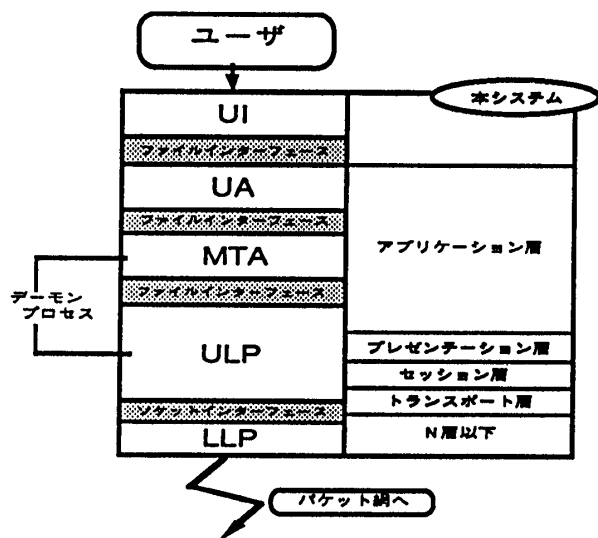 ユーザ
本システム
UI
ファイルインターフェース
UA
ファイルインターフェース
MTA
ファイルインターフェース
ULP
ソケットインターフェース
LLP
デーモン
プロセス
アプリケーション層
プレゼンテーション層
セッション層
トランスポート層
N層以下
パケット網へ